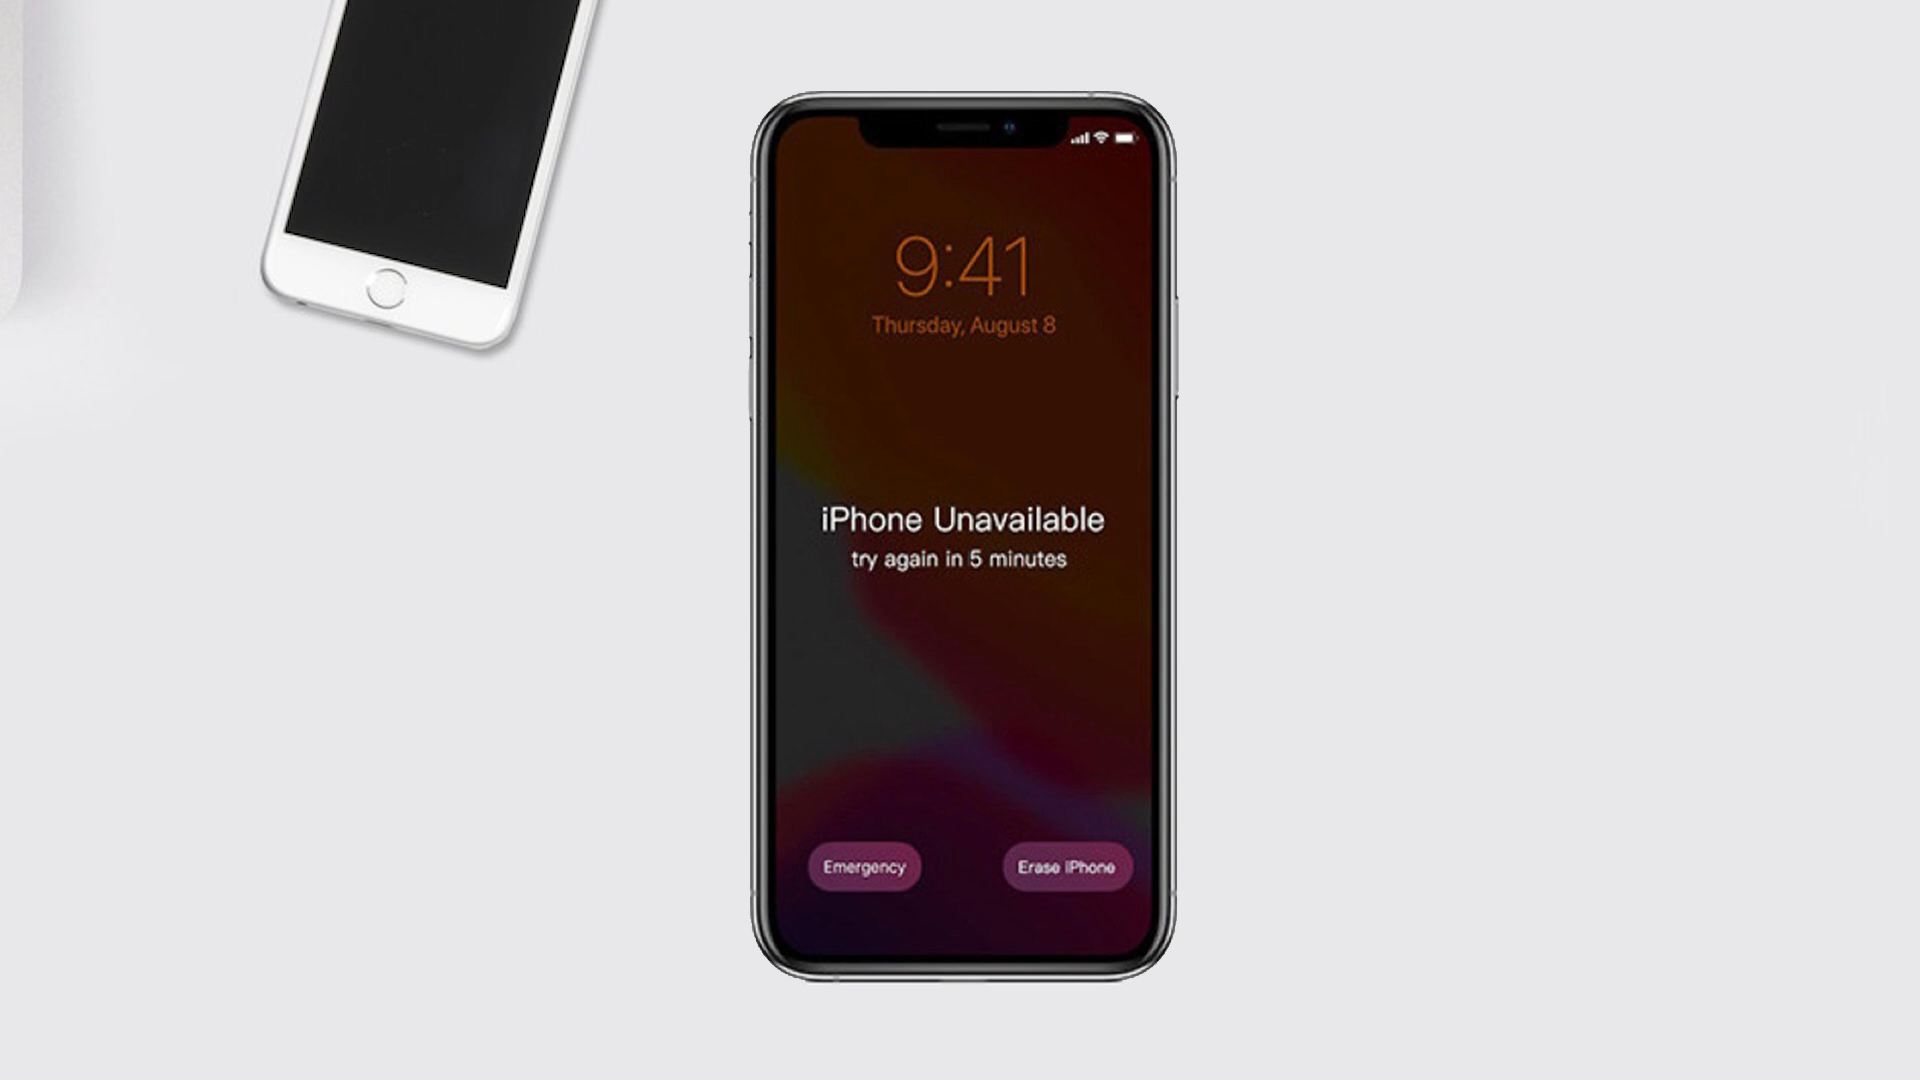 9:41
Thursday, August 8
iPhone Unavailable
try again in 5 minutes
Emergency
Erase iPhone